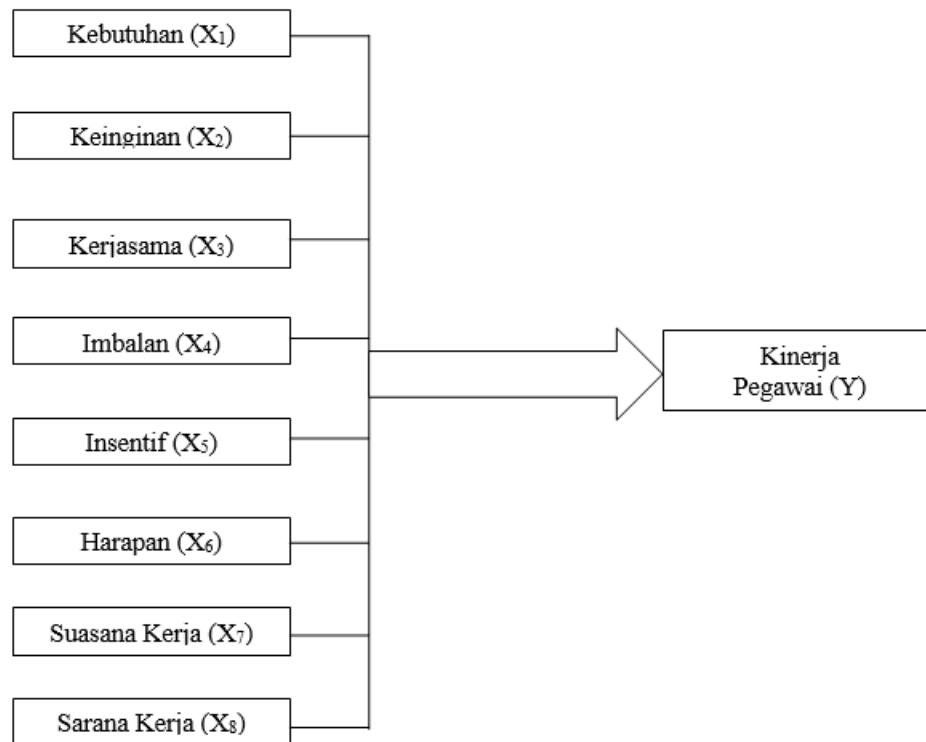 Kebutuhan (X₁)
Keinginan (X₂)
Kerjasama (X₃)
Imbalan (X₄)
Insentif (X₅)
Harapan (X₆)
Suasana Kerja (X₇)
Sarana Kerja (X₈)
Kinerja
Pegawai (Y)